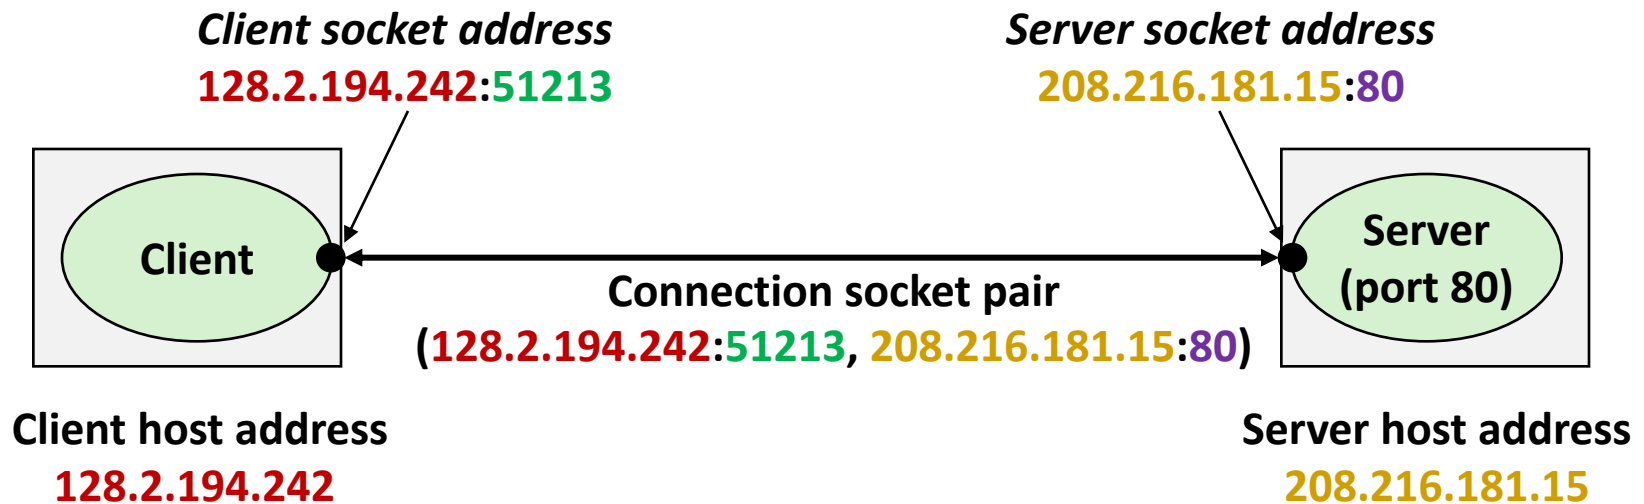 Client socket address
128.2.194.242:51213
Server socket address
208.216.181.15:80
Client
Server
(port 80)
Connection socket pair
(128.2.194.242:51213, 208.216.181.15:80)
Client host address
128.2.194.242
Server host address
208.216.181.15